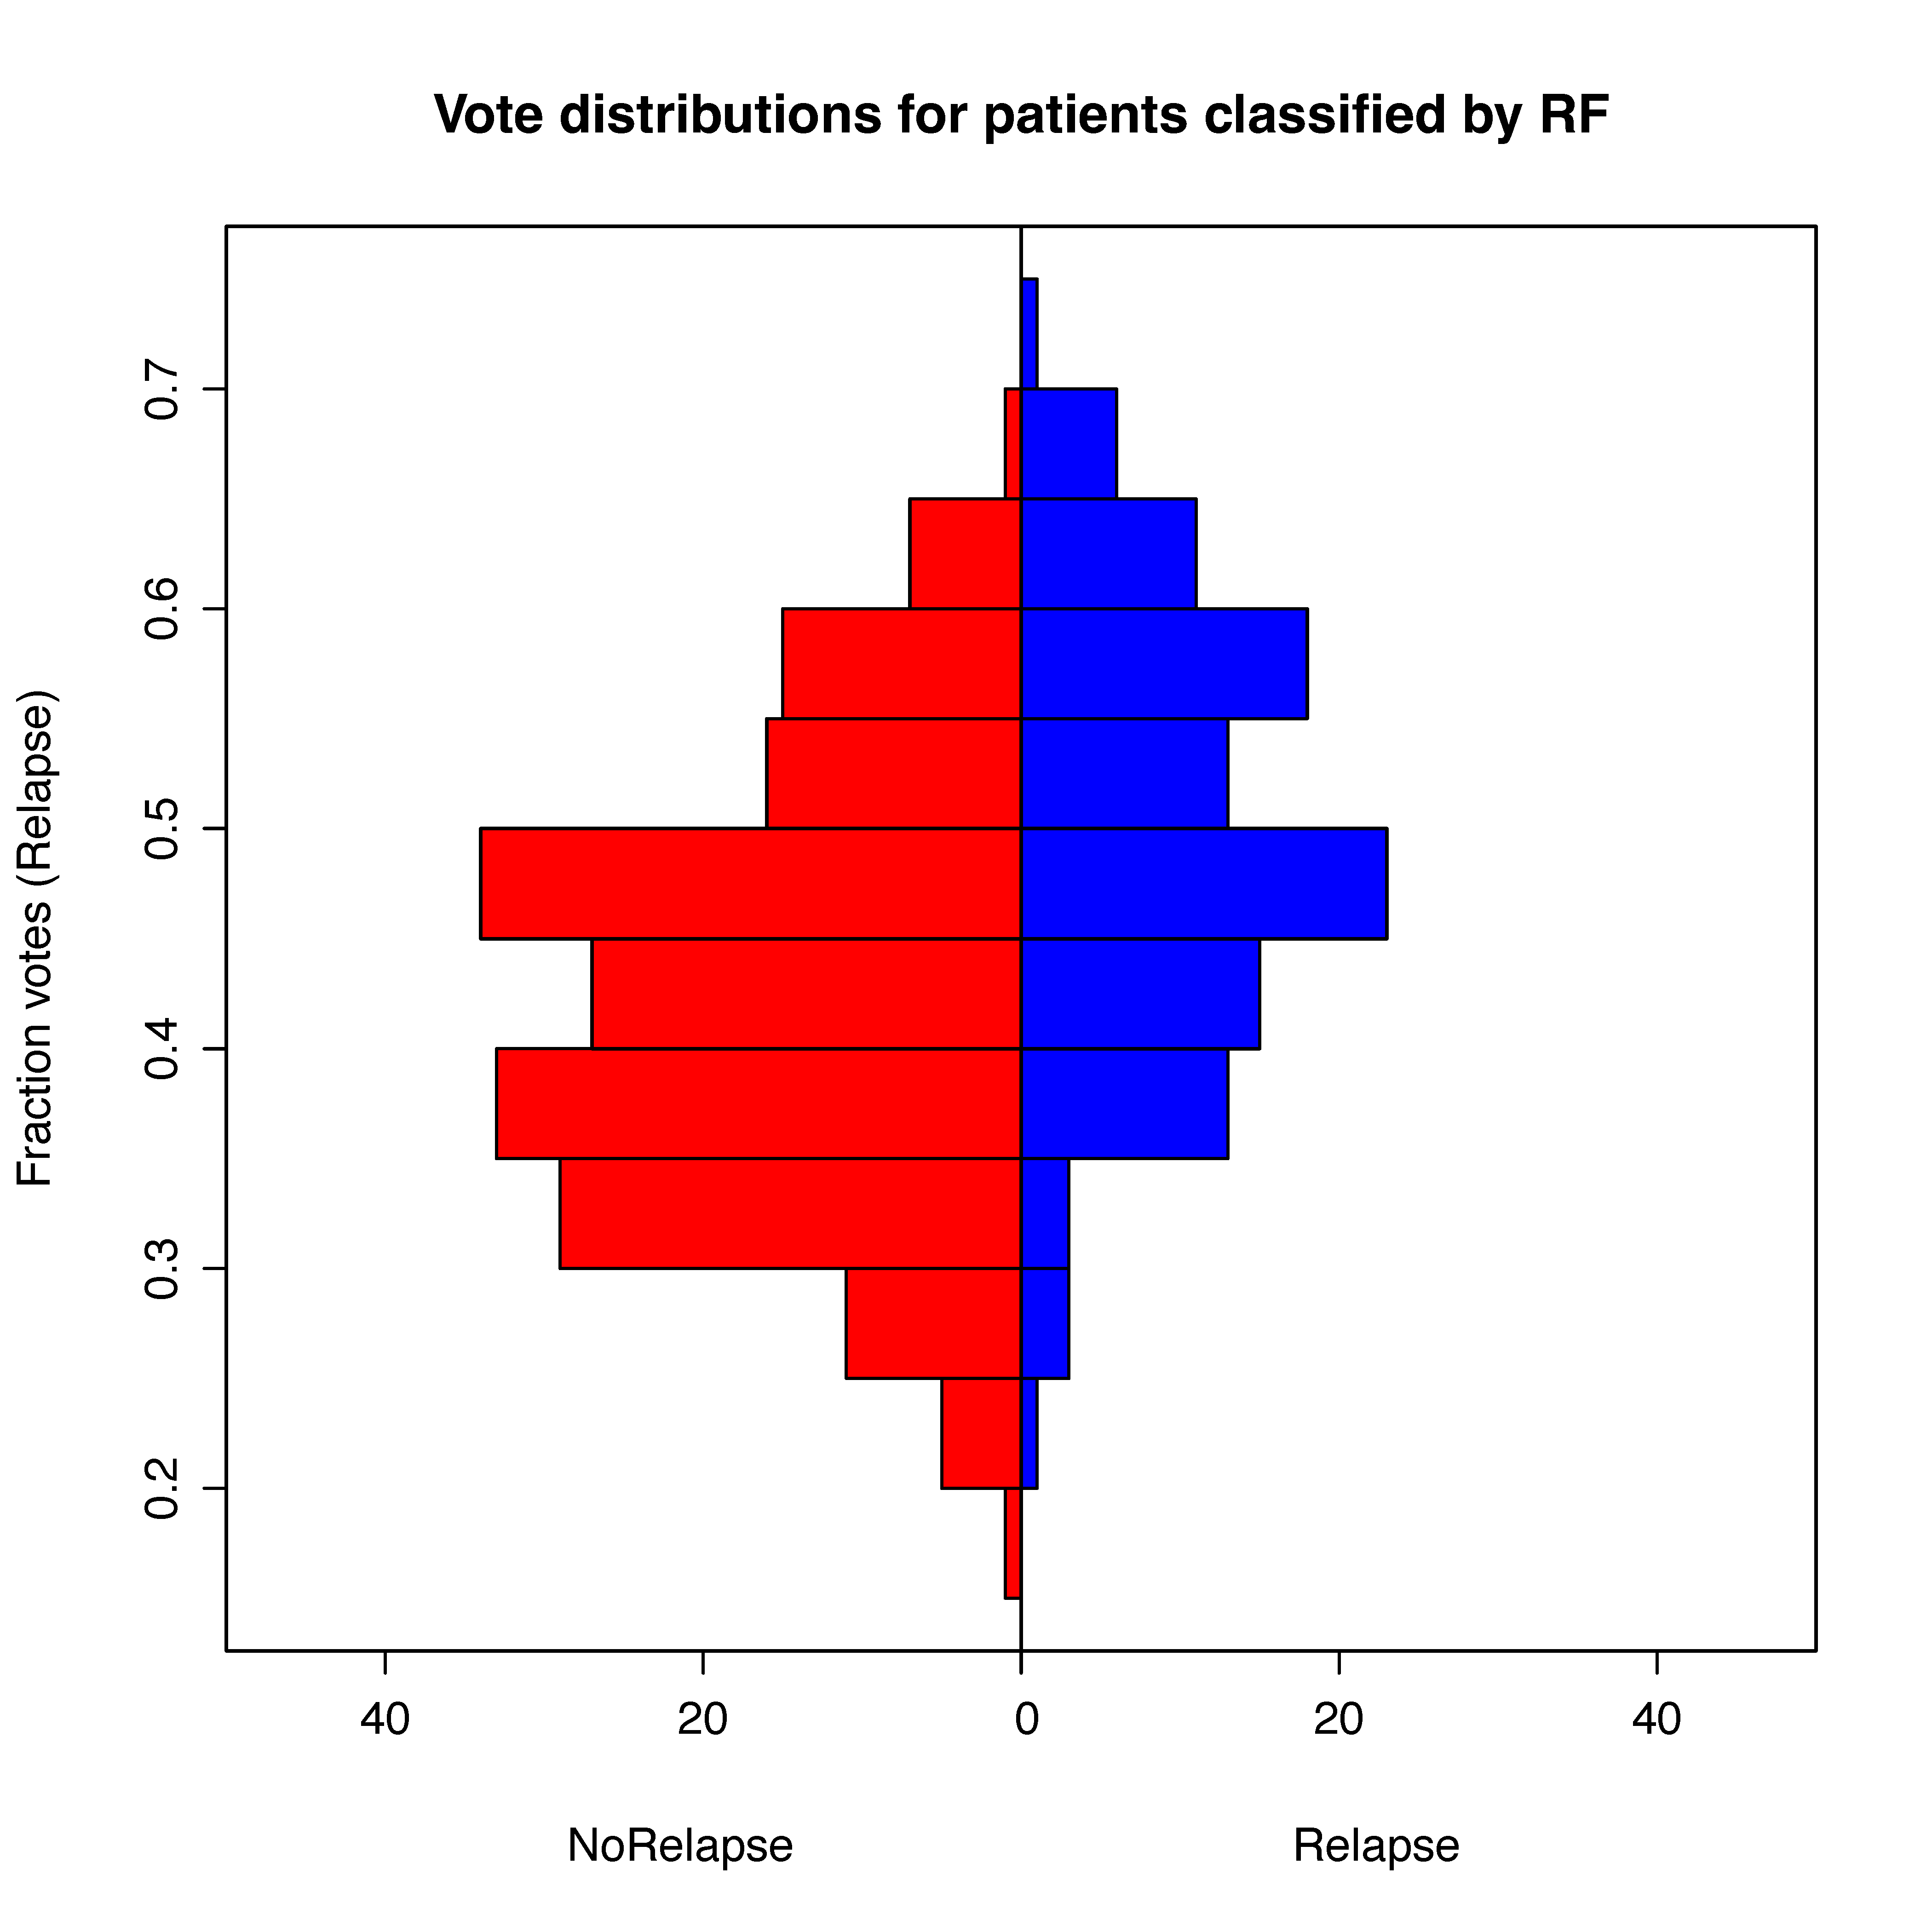 Vote distributions for patients classified by RF
Fraction votes (Relapse)
0.7
0.6
0.5
0.4
0.3
0.2
40 20 0 20 40
NoRelapse Relapse